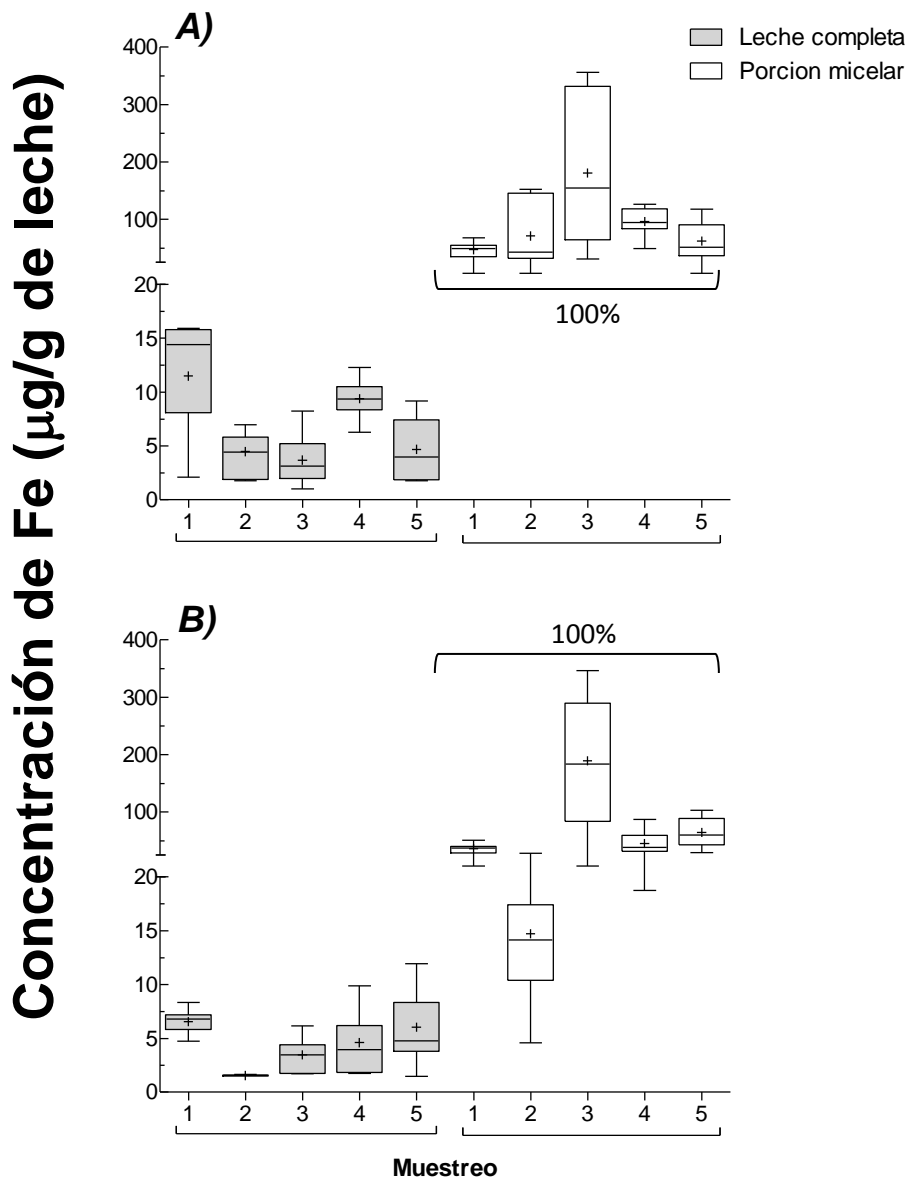 Concentración de Fe (µg/g de leche)
A)
Leche completa
Porcion micelar
400
300
200
100
20
15
10
5
0
100%
1 2 3 4 5 1 2 3 4 5
B)
100%
400
300
200
100
20
15
10
5
0
1 2 3 4 5 1 2 3 4 5
Muestreo